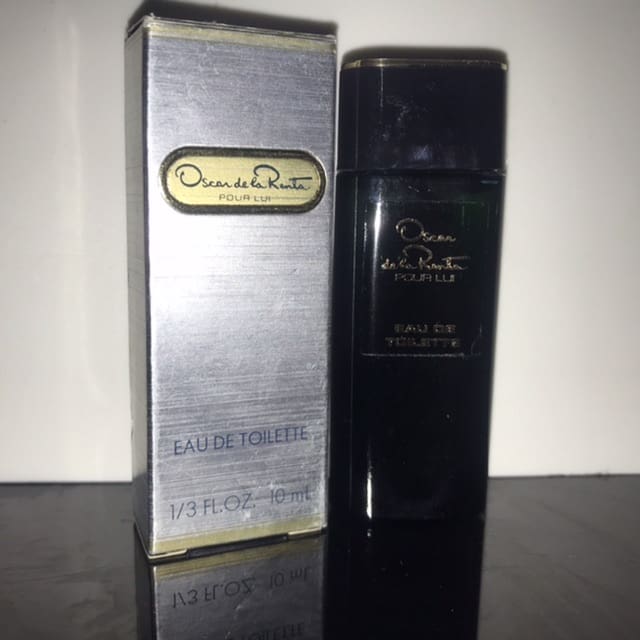 Oscar de la Renta
POUR LUI
EAU DE TOILETTE
1/3 FL.OZ. 10 mL
Oscar
de la Renta
POUR LUI
EAU DE
TOILETTE